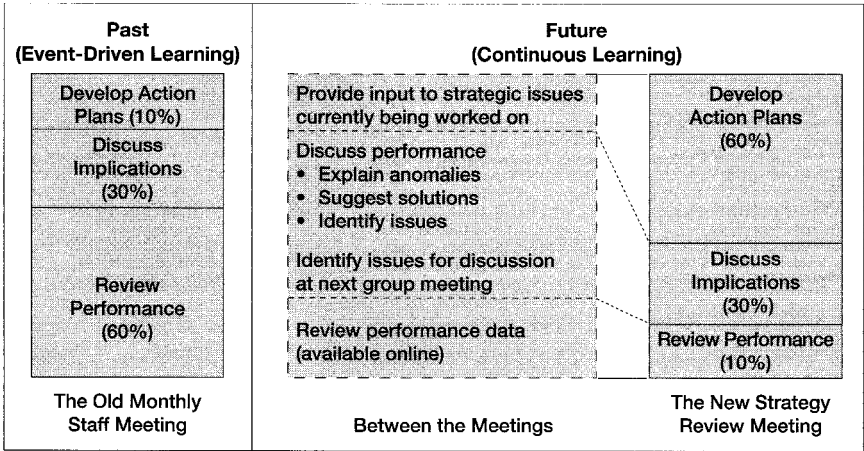 Past
(Event-Driven Learning)
Develop Action
Plans (10%)
Discuss
Implications
(30%)
Review
Performance
(60%)
The Old Monthly
Staff Meeting
Future
(Continuous Learning)
Provide input to strategic issues
currently being worked on
Discuss performance
• Explain anomalies
• Suggest solutions
• Identify issues
Identify issues for discussion
at next group meeting
Review performance data
(available online)
Between the Meetings
Develop
Action Plans
(60%)
Discuss
Implications
(30%)
Review Performance
(10%)
The New Strategy
Review Meeting